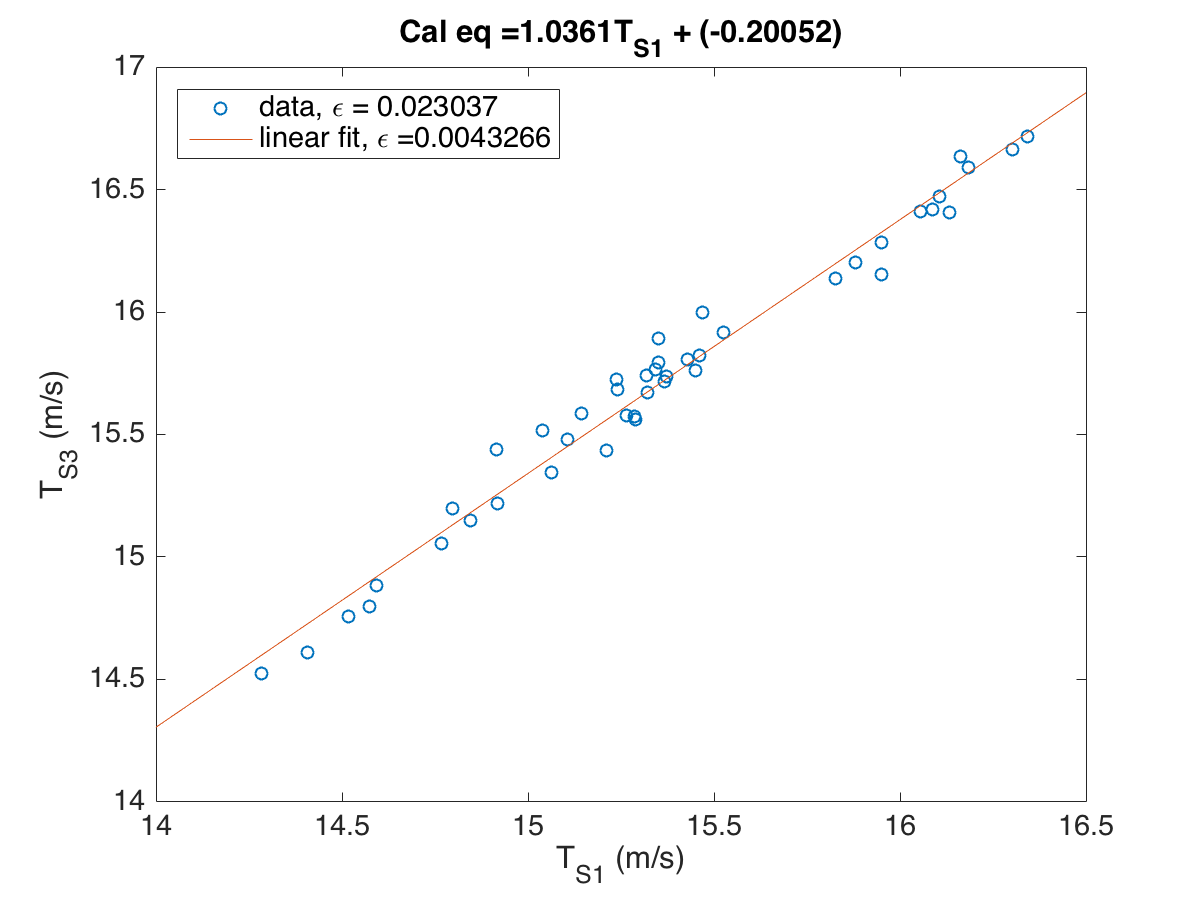 Cal eq =1.0361T_S1 + (-0.20052)
17
data, ϵ = 0.023037
linear fit, ϵ =0.0043266
16.5
16
15.5
T_S3 (m/s)
15
14.5
14
14 14.5 15 15.5 16 16.5
T_S1 (m/s)